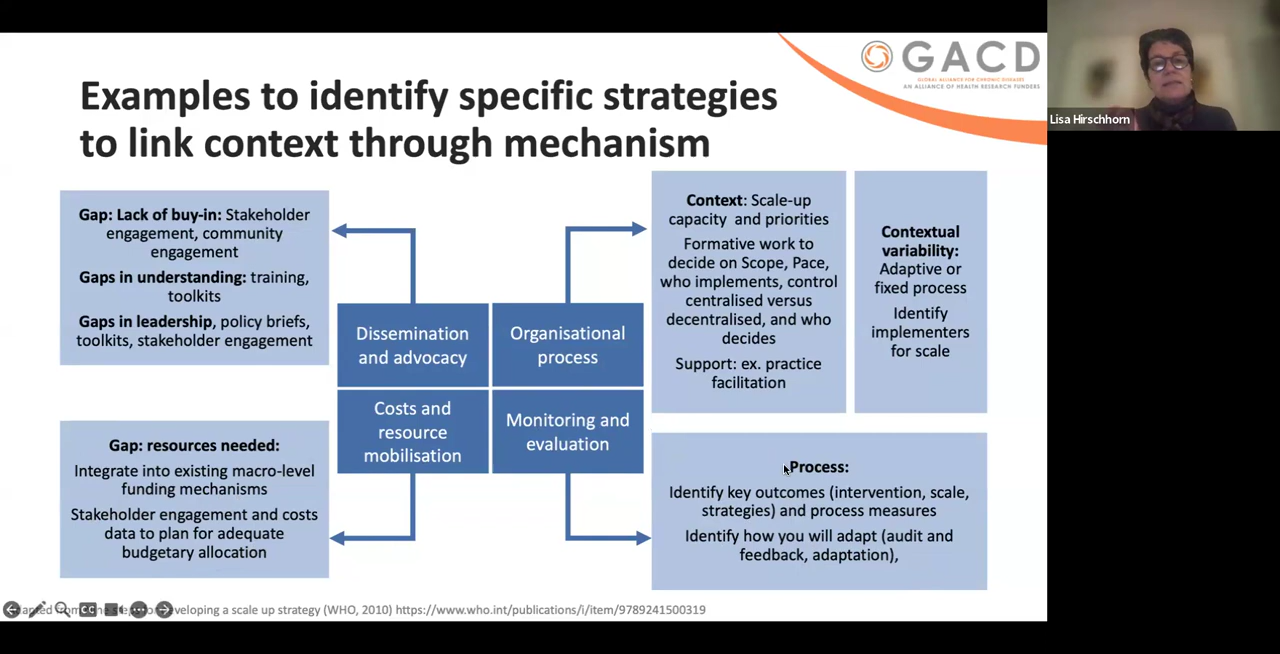 Examples to identify specific strategies
to link context through mechanism
GACD
GLOBAL ALLIANCE FOR CHRONIC DISEASES
AN ALLIANCE OF HEALTH RESEARCH FUNDERS
Lisa Hirschhorn
Gap: Lack of buy-in: Stakeholder
engagement, community
engagement
Gaps in understanding: training,
toolkits
Gaps in leadership, policy briefs,
toolkits, stakeholder engagement
Dissemination
and advocacy
Organisational
process
Costs and
resource
mobilisation
Monitoring and
evaluation
Context: Scale-up
capacity and priorities
Formative work to
decide on Scope, Pace,
who implements, control
centralised versus
decentralised, and who
decides
Support: ex. practice
facilitation
Contextual
variability:
Adaptive or
fixed process
Identify
implementers
for scale
Gap: resources needed:
Integrate into existing macro-level
funding mechanisms
Stakeholder engagement and costs
data to plan for adequate
budgetary allocation
Process:
Identify key outcomes (intervention, scale,
strategies) and process measures
Identify how you will adapt (audit and
feedback, adaptation),
developing a scale up strategy (WHO, 2010) https://www.who.int/publications/i/item/9789241500319